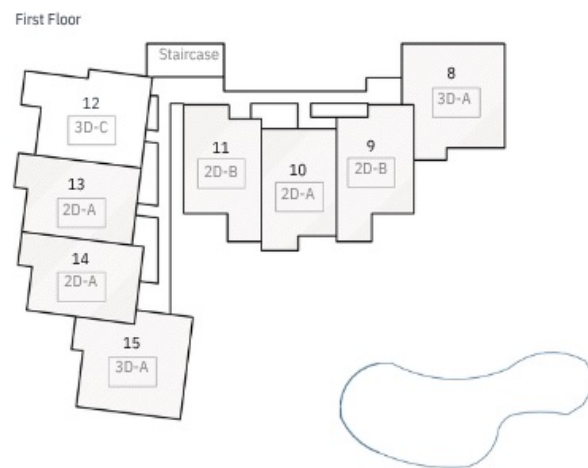 First Floor
Staircase
8
3D-A
12
3D-C
11
2D-B
10
2D-A
9
2D-B
13
2D-A
14
2D-A
15
3D-A